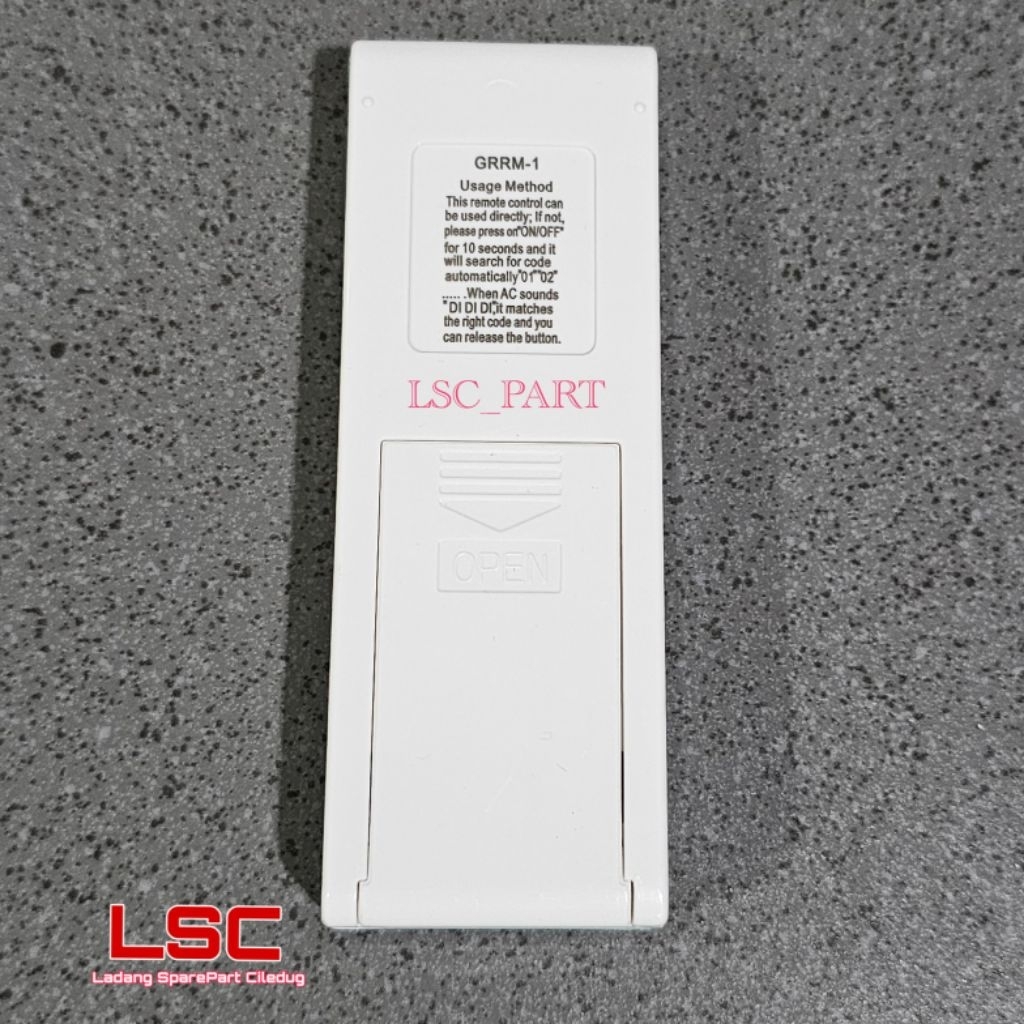 GRRM-1
Usage Method
This remote control can
be used directly; If not,
please press on"ON/OFF"
for 10 seconds and it
will search for code
automatically"01""02"
...... .When AC sounds
"DI DI DI",it matches
the right code and you
can release the button.
LSC_PART
OPEN
LSC
Ladang SparePart Ciledug